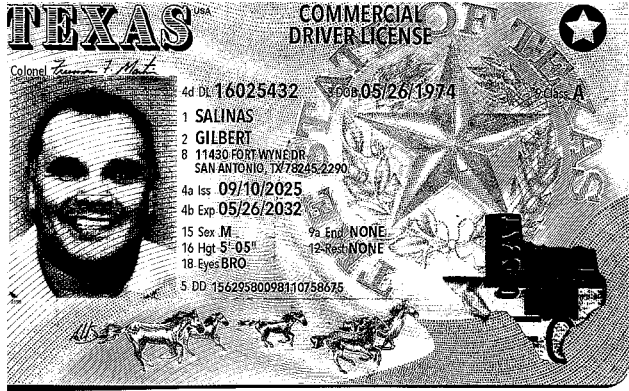 TEXAS USA
COMMERCIAL
DRIVER LICENSE
Colonel
4d DL 16025432 3 DOB 05/26/1974 9 Class A
1 SALINAS
2 GILBERT
8 11430 FORT WYNE DR
SAN ANTONIO, TX 78245-2290
4a Iss 09/10/2025
4b Exp 05/26/2032
15 Sex M 9a End NONE
16 Hgt 5'-05" 12 Rest NONE
18 Eyes BRO
5 DD 15629580098110758675
STATE OF TEXAS